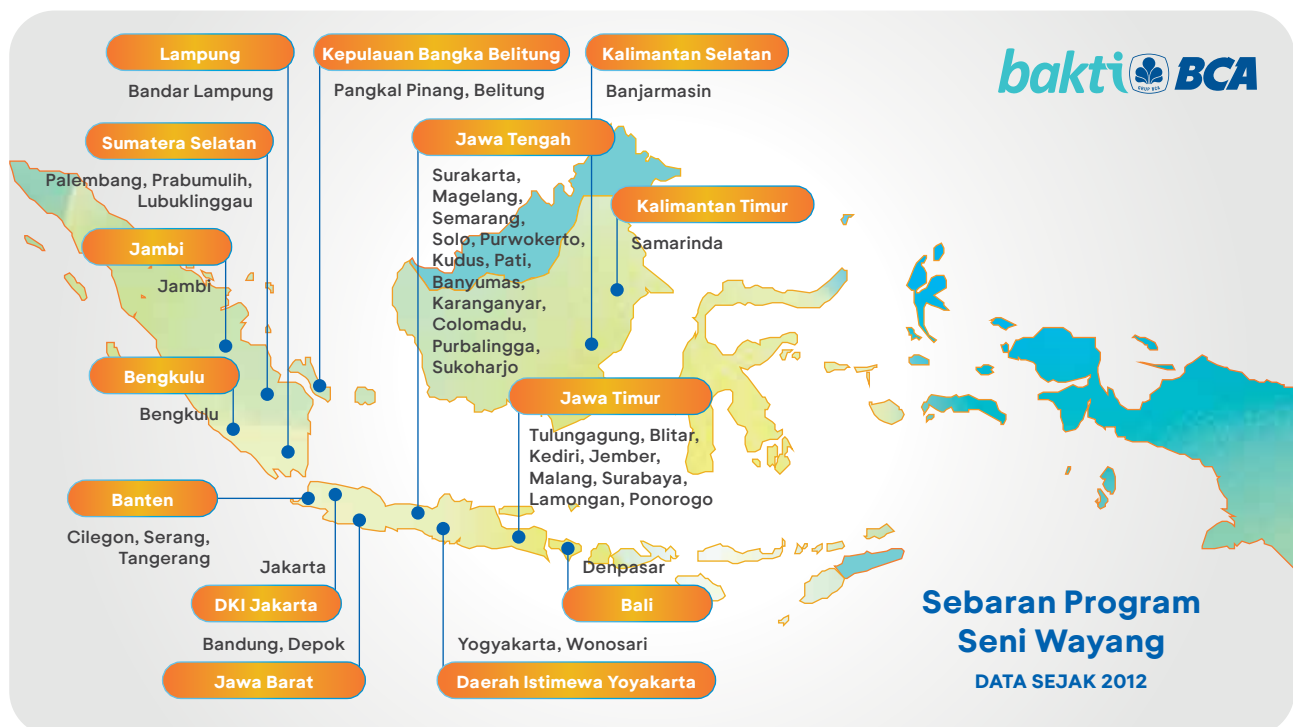 Lampung
Bandar Lampung
Kepulauan Bangka Belitung
Pangkal Pinang, Belitung
Kalimantan Selatan
Banjarmasin
bakti BCA
GRUP BCA
Sumatera Selatan
Palembang, Prabumulih,
Lubuklinggau
Jawa Tengah
Surakarta,
Magelang,
Semarang,
Solo, Purwokerto,
Kudus, Pati,
Banyumas,
Karanganyar,
Colomadu,
Purbalingga,
Sukoharjo
Kalimantan Timur
Samarinda
Jambi
Jambi
Bengkulu
Bengkulu
Jawa Timur
Tulungagung, Blitar,
Kediri, Jember,
Malang, Surabaya,
Lamongan, Ponorogo
Banten
Cilegon, Serang,
Tangerang
Jakarta
DKI Jakarta
Denpasar
Bali
Bandung, Depok
Jawa Barat
Yogyakarta, Wonosari
Daerah Istimewa Yoyakarta
Sebaran Program
Seni Wayang
DATA SEJAK 2012